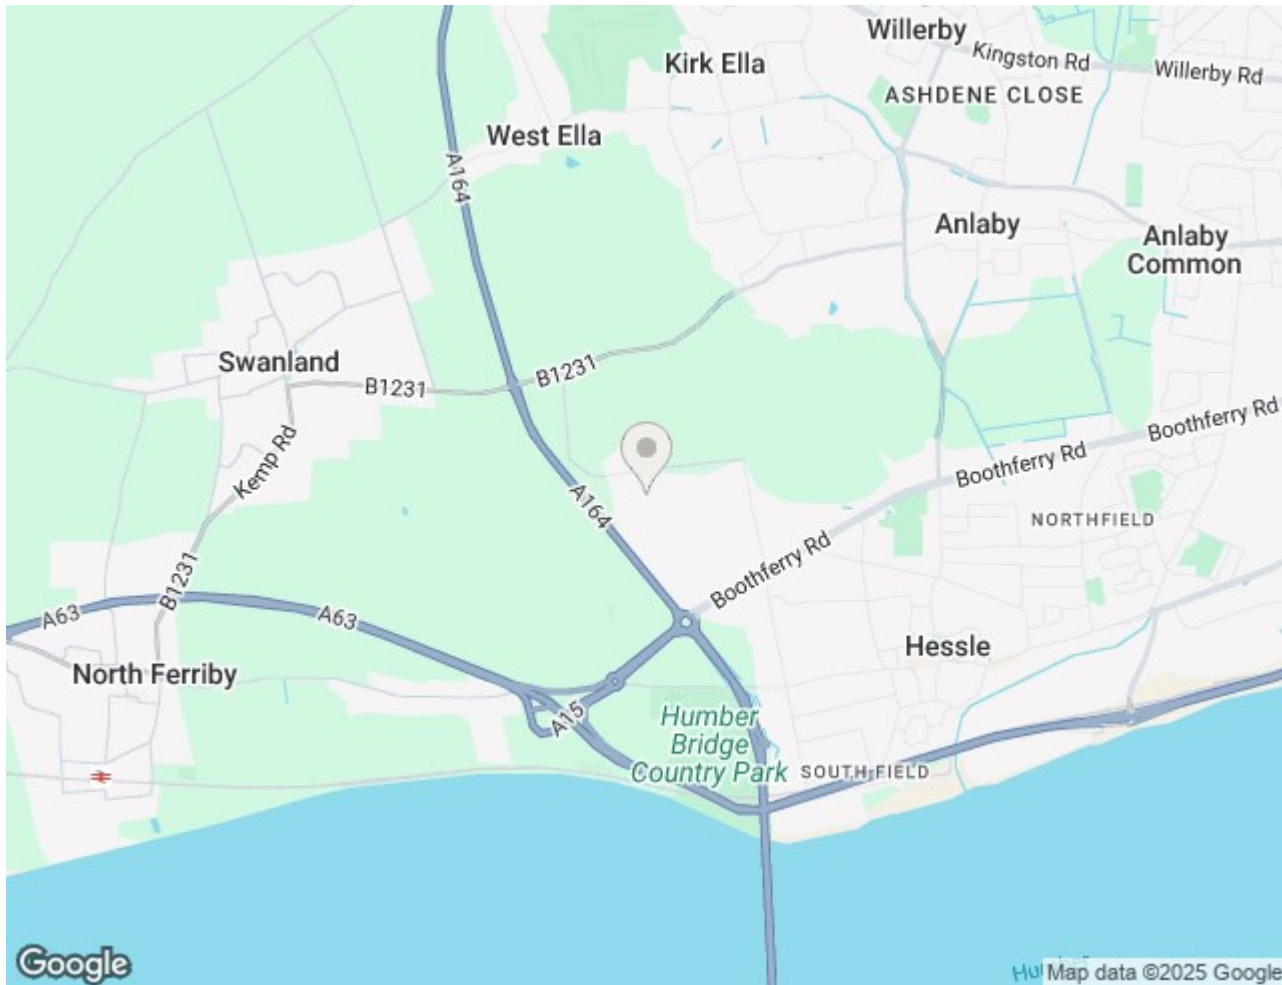 Willerby
Kingston Rd
Willerby Rd
Kirk Ella
ASHDENE CLOSE
West Ella
A164
Anlaby
Anlaby
Common
Swanland
B1231
B1231
Kemp Rd
A164
Boothferry Rd
Boothferry Rd
NORTHFIELD
Boothferry Rd
B1231
A63
A63
Hessle
North Ferriby
A15
Humber
Bridge
Country Park
SOUTH FIELD
Google
Map data ©2025 Google